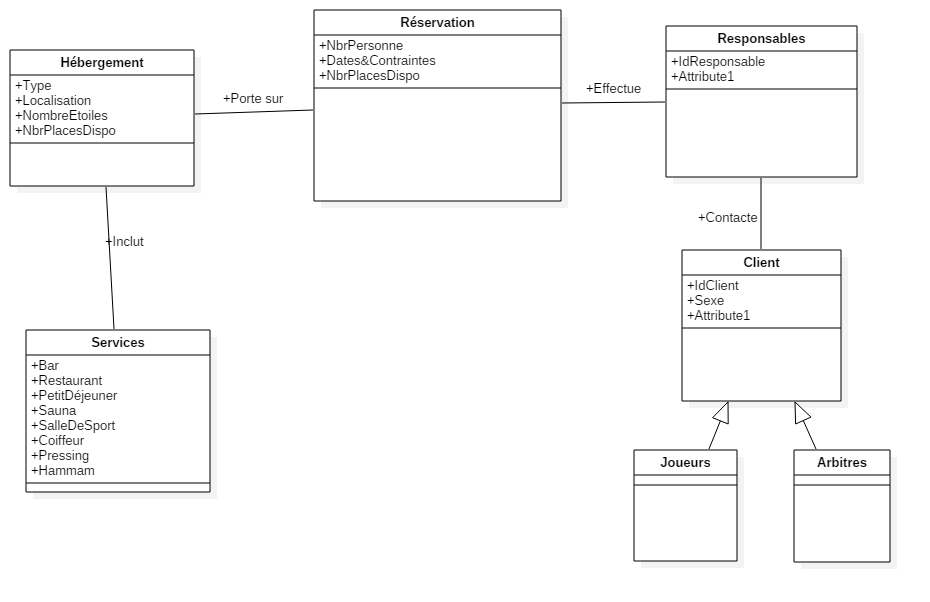 Hébergement
+Type
+Localisation
+NombreEtoiles
+NbrPlacesDispo
+Porte sur
Réservation
+NbrPersonne
+Dates&Contraintes
+NbrPlacesDispo
+Effectue
Responsables
+IdResponsable
+Attribute1
+Contacte
+Inclut
Client
+IdClient
+Sexe
+Attribute1
Services
+Bar
+Restaurant
+PetitDéjeuner
+Sauna
+SalleDeSport
+Coiffeur
+Pressing
+Hammam
Joueurs
Arbitres